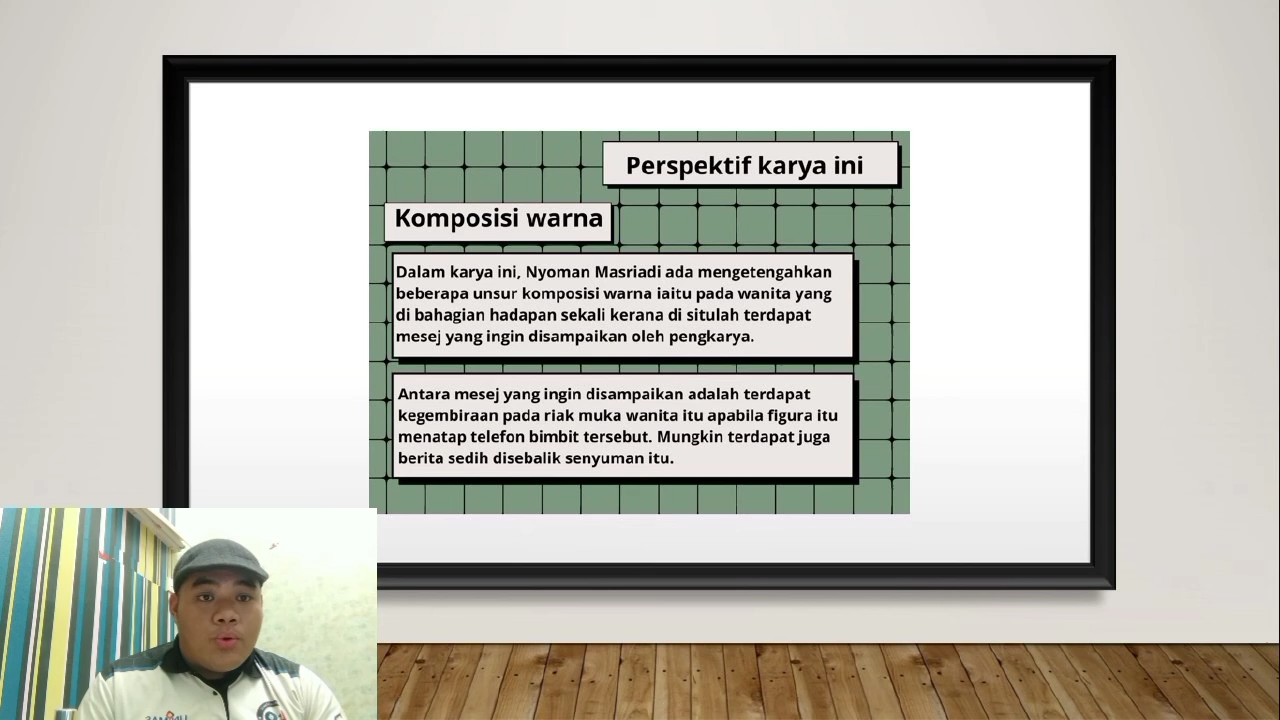 Perspektif karya ini
Komposisi warna
Dalam karya ini, Nyoman Masriadi ada mengetengahkan
beberapa unsur komposisi warna iaitu pada wanita yang
di bahagian hadapan sekali kerana di situlah terdapat
mesej yang ingin disampaikan oleh pengkarya.
Antara mesej yang ingin disampaikan adalah terdapat
kegembiraan pada riak muka wanita itu apabila figura itu
menatap telefon bimbit tersebut. Mungkin terdapat juga
berita sedih disebalik senyuman itu.